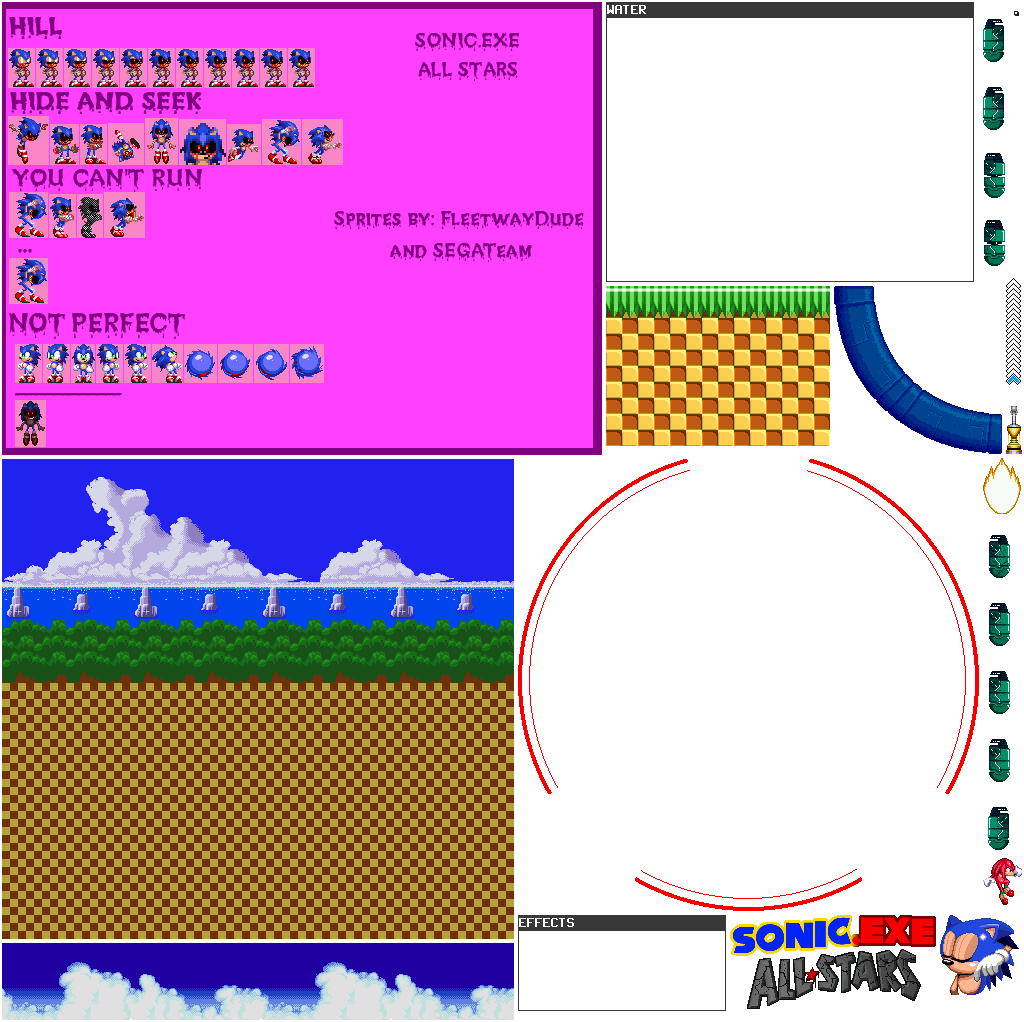 HILL
SONIC.EXE
ALL STARS
HIDE AND SEEK
YOU CAN'T RUN
SPRITES BY: FLEETWAYDUDE
AND SEGATEAM
...
NOT PERFECT
WATER
EFFECTS
SONIC.EXE
ALL★STARS